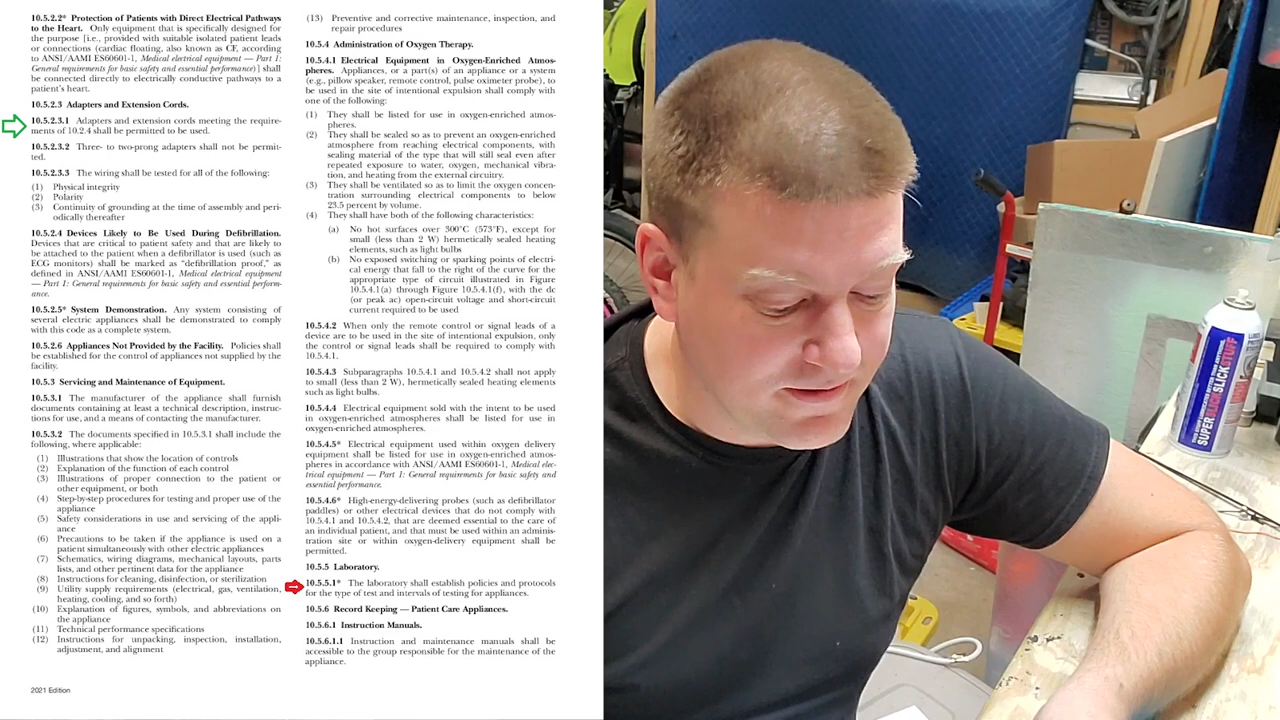 10.5.2.2* Protection of Patients with Direct Electrical Pathways
to the Heart. Only equipment that is specifically designed for
the purpose [i.e., provided with suitable isolated patient leads
or connections (cardiac floating, also known as CF, according
to ANSI/AAMI ES60601-1, Medical electrical equipment — Part 1:
General requirements for basic safety and essential performance)] shall
be connected directly to electrically conductive pathways to a
patient's heart.
10.5.2.3 Adapters and Extension Cords.
10.5.2.3.1 Adapters and extension cords meeting the require-
ments of 10.2.4 shall be permitted to be used.
10.5.2.3.2 Three- to two-prong adapters shall not be permit-
ted.
10.5.2.3.3 The wiring shall be tested for all of the following:
(1) Physical integrity
(2) Polarity
(3) Continuity of grounding at the time of assembly and peri-
odically thereafter
10.5.2.4 Devices Likely to Be Used During Defibrillation.
Devices that are critical to patient safety and that are likely to
be attached to the patient when a defibrillator is used (such as
ECG monitors) shall be marked as "defibrillation proof," as
defined in ANSI/AAMI ES60601-1, Medical electrical equipment
— Part 1: General requirements for basic safety and essential perform-
ance.
10.5.2.5* System Demonstration. Any system consisting of
several electric appliances shall be demonstrated to comply
with this code as a complete system.
10.5.2.6 Appliances Not Provided by the Facility. Policies shall
be established for the control of appliances not supplied by the
facility.
10.5.3 Servicing and Maintenance of Equipment.
10.5.3.1 The manufacturer of the appliance shall furnish
documents containing at least a technical description, instruc-
tions for use, and a means of contacting the manufacturer.
10.5.3.2 The documents specified in 10.5.3.1 shall include the
following, where applicable:
(1) Illustrations that show the location of controls
(2) Explanation of the function of each control
(3) Illustrations of proper connection to the patient or
other equipment, or both
(4) Step-by-step procedures for testing and proper use of the
appliance
(5) Safety considerations in use and servicing of the appli-
ance
(6) Precautions to be taken if the appliance is used on a
patient simultaneously with other electric appliances
(7) Schematics, wiring diagrams, mechanical layouts, parts
lists, and other pertinent data for the appliance
(8) Instructions for cleaning, disinfection, or sterilization
(9) Utility supply requirements (electrical, gas, ventilation,
heating, cooling, and so forth)
(10) Explanation of figures, symbols, and abbreviations on
the appliance
(11) Technical performance specifications
(12) Instructions for unpacking, inspection, installation,
adjustment, and alignment
2021 Edition
(13) Preventive and corrective maintenance, inspection, and
repair procedures
10.5.4 Administration of Oxygen Therapy.
10.5.4.1 Electrical Equipment in Oxygen-Enriched Atmos-
pheres. Appliances, or a part(s) of an appliance or a system
(e.g., pillow speaker, remote control, pulse oximeter probe), to
be used in the site of intentional expulsion shall comply with
one of the following:
(1) They shall be listed for use in oxygen-enriched atmos-
pheres.
(2) They shall be sealed so as to prevent an oxygen-enriched
atmosphere from reaching electrical components, with
sealing material of the type that will still seal even after
repeated exposure to water, oxygen, mechanical vibra-
tion, and heating from the external circuitry.
(3) They shall be ventilated so as to limit the oxygen concen-
tration surrounding electrical components to below
23.5 percent by volume.
(4) They shall have both of the following characteristics:
(a) No hot surfaces over 300°C (573°F), except for
small (less than 2 W) hermetically sealed heating
elements, such as light bulbs
(b) No exposed switching or sparking points of electri-
cal energy that fall to the right of the curve for the
appropriate type of circuit illustrated in Figure
10.5.4.1(a) through Figure 10.5.4.1(f), with the dc
(or peak ac) open-circuit voltage and short-circuit
current required to be used
10.5.4.2 When only the remote control or signal leads of a
device are to be used in the site of intentional expulsion, only
the control or signal leads shall be required to comply with
10.5.4.1.
10.5.4.3 Subparagraphs 10.5.4.1 and 10.5.4.2 shall not apply
to small (less than 2 W), hermetically sealed heating elements
such as light bulbs.
10.5.4.4 Electrical equipment sold with the intent to be used
in oxygen-enriched atmospheres shall be listed for use in
oxygen-enriched atmospheres.
10.5.4.5* Electrical equipment used within oxygen delivery
equipment shall be listed for use in oxygen-enriched atmos-
pheres in accordance with ANSI/AAMI ES60601-1, Medical elec-
trical equipment — Part 1: General requirements for basic safety and
essential performance.
10.5.4.6* High-energy-delivering probes (such as defibrillator
paddles) or other electrical devices that do not comply with
10.5.4.1 and 10.5.4.2, that are deemed essential to the care of
an individual patient, and that must be used within an adminis-
tration site or within oxygen-delivery equipment shall be
permitted.
10.5.5 Laboratory.
10.5.5.1* The laboratory shall establish policies and protocols
for the type of test and intervals of testing for appliances.
10.5.6 Record Keeping — Patient Care Appliances.
10.5.6.1 Instruction Manuals.
10.5.6.1.1 Instruction and maintenance manuals shall be
accessible to the group responsible for the maintenance of the
appliance.
SUPERSLICKSLICKSTUFF